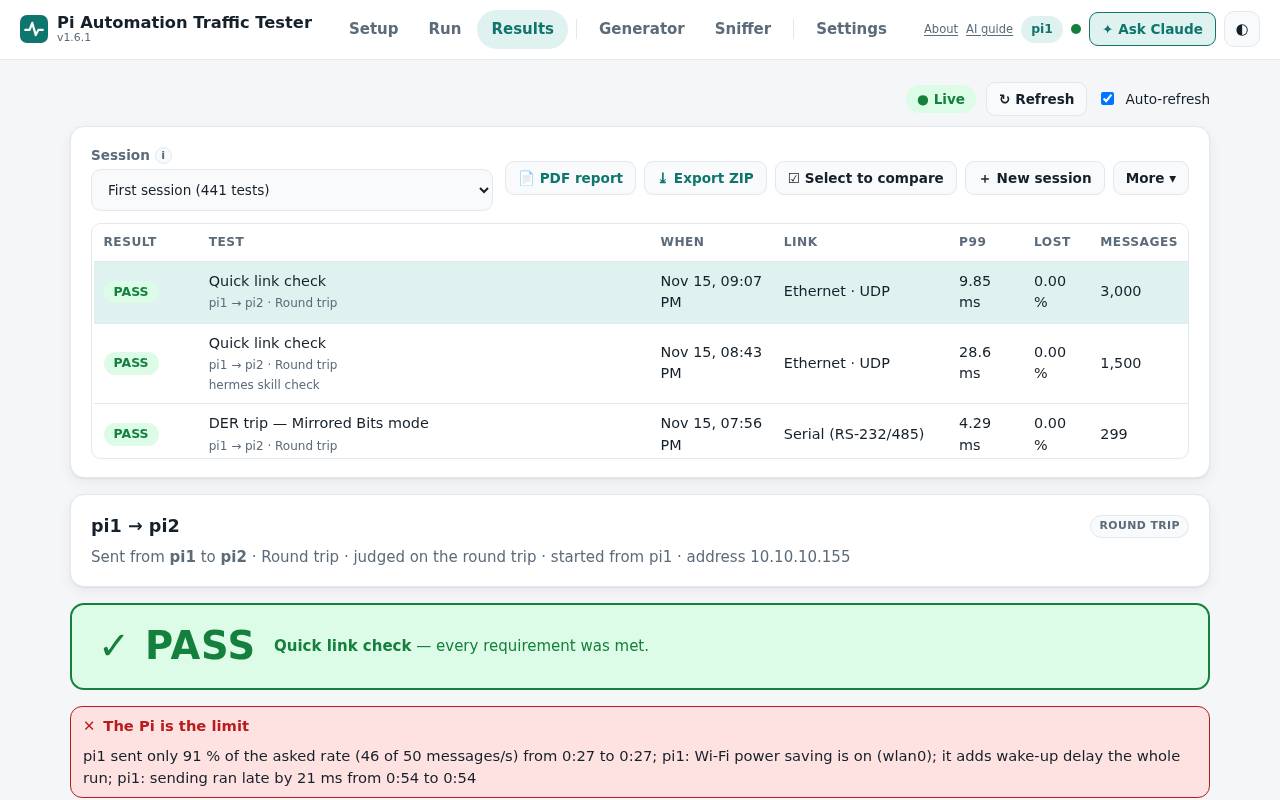 Pi Automation Traffic Tester
v1.6.1
Setup Run Results Generator Sniffer Settings About AI guide pi1 ✦ Ask Claude
● Live ↻ Refresh Auto-refresh
Session i
First session (441 tests)
PDF report ⤓ Export ZIP ☑ Select to compare + New session More ▾
RESULT TEST WHEN LINK P99 LOST MESSAGES
PASS Quick link check pi1 → pi2 · Round trip Nov 15, 09:07 PM Ethernet · UDP 9.85 ms 0.00 % 3,000
PASS Quick link check pi1 → pi2 · Round trip hermes skill check Nov 15, 08:43 PM Ethernet · UDP 28.6 ms 0.00 % 1,500
PASS DER trip — Mirrored Bits mode pi1 → pi2 · Round trip Nov 15, 07:56 PM Serial (RS-232/485) 4.29 ms 0.00 % 299
pi1 → pi2 ROUND TRIP
Sent from pi1 to pi2 · Round trip · judged on the round trip · started from pi1 · address 10.10.10.155
✓ PASS Quick link check — every requirement was met.
✕ The Pi is the limit
pi1 sent only 91 % of the asked rate (46 of 50 messages/s) from 0:27 to 0:27; pi1: Wi-Fi power saving is on (wlan0); it adds wake-up delay the whole
run; pi1: sending ran late by 21 ms from 0:54 to 0:54